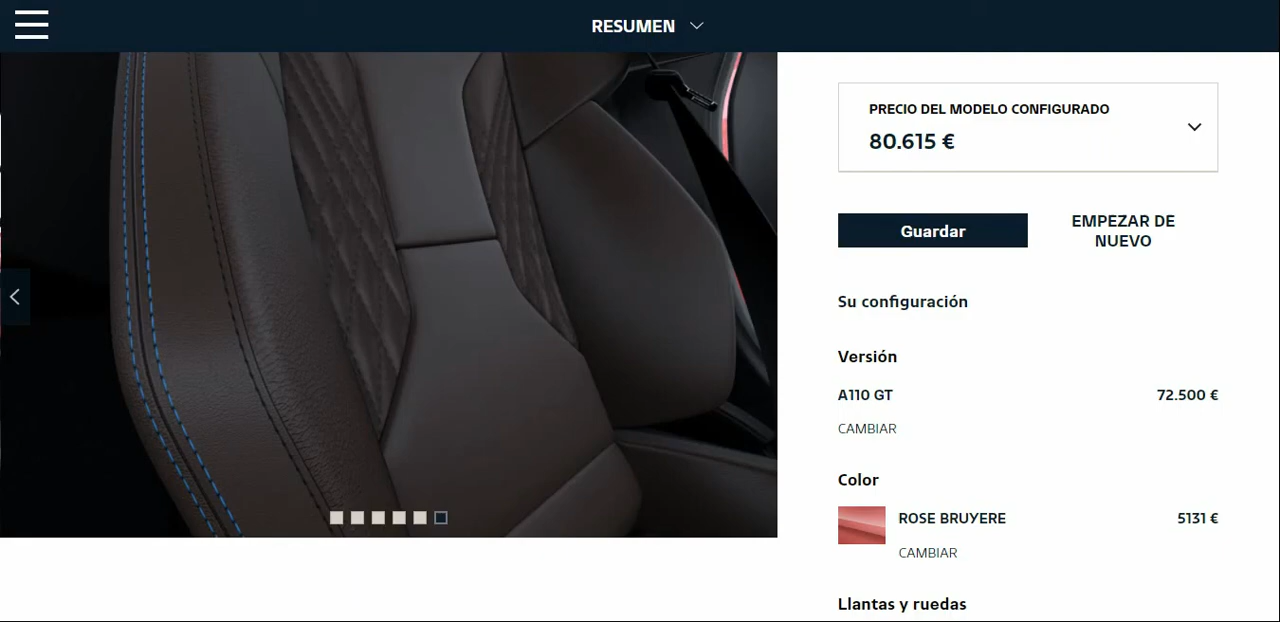 RESUMEN
PRECIO DEL MODELO CONFIGURADO
80.615 €
Guardar
EMPEZAR DE
NUEVO
Su configuración
Versión
A110 GT 72.500 €
CAMBIAR
Color
ROSE BRUYERE 5131 €
CAMBIAR
Llantas y ruedas